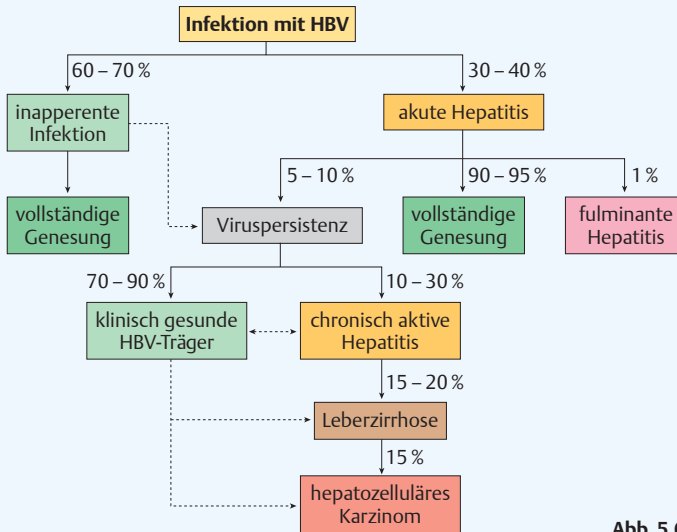 Infektion mit HBV
60 – 70 %
30 – 40 %
inapperente
Infektion
akute Hepatitis
5 – 10 %
90 – 95 %
1 %
vollständige
Genesung
Viruspersistenz
vollständige
Genesung
fulminante
Hepatitis
70 – 90 %
10 – 30 %
klinisch gesunde
HBV-Träger
chronisch aktive
Hepatitis
15 – 20 %
Leberzirrhose
15 %
hepatozelluläres
Karzinom
Abb. 5.